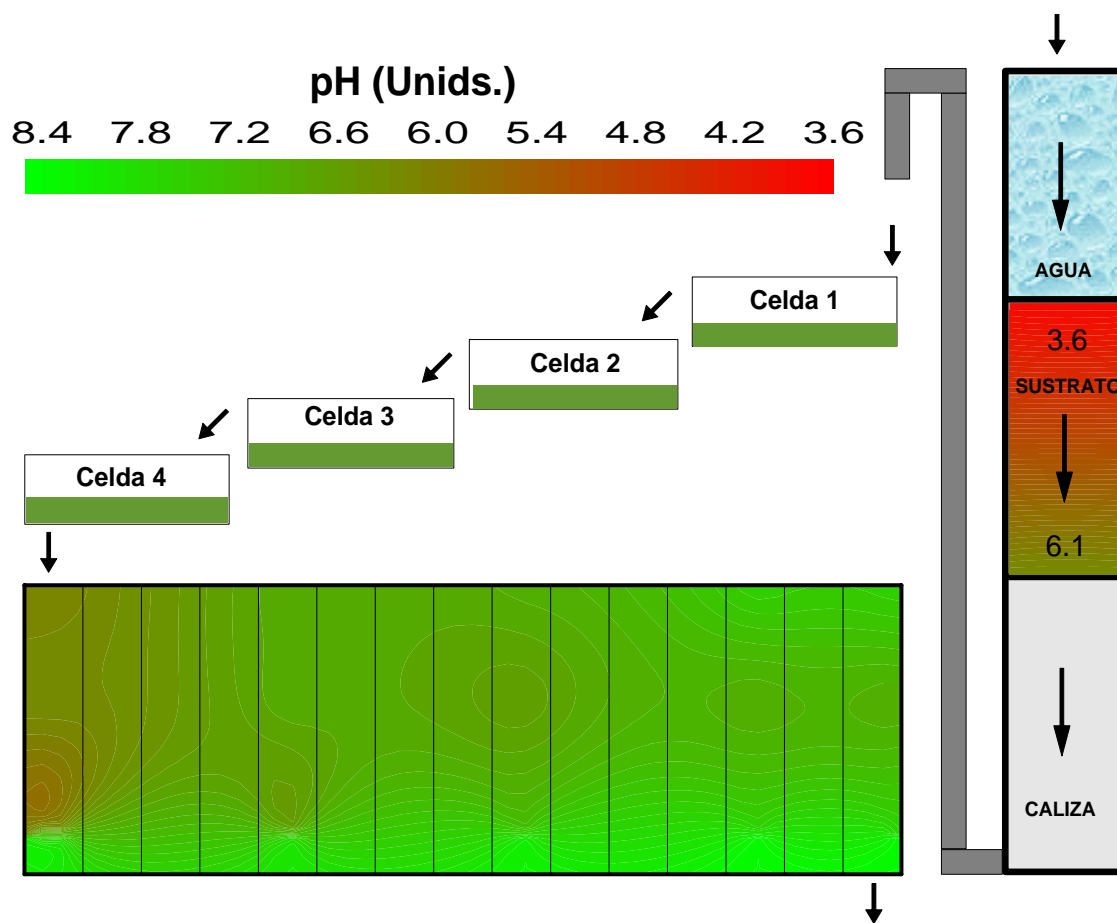 pH (Unids.)
8.4 7.8 7.2 6.6 6.0 5.4 4.8 4.2 3.6
AGUA
Celda 1
3.6
Celda 2
SUSTRATO
Celda 3
Celda 4
6.1
CALIZA